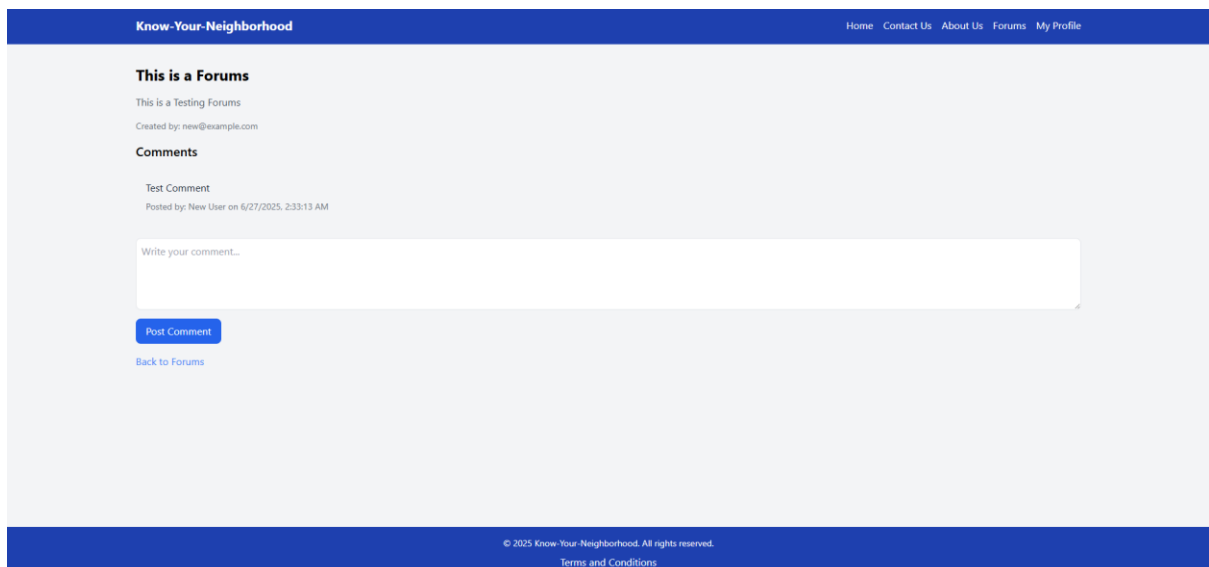 Know-Your-Neighborhood
Home Contact Us About Us Forums My Profile
This is a Forums
This is a Testing Forums
Created by: new@example.com
Comments
Test Comment
Posted by: New User on 6/27/2025, 2:33:13 AM
Write your comment...
Post Comment
Back to Forums
© 2025 Know-Your-Neighborhood. All rights reserved.
Terms and Conditions